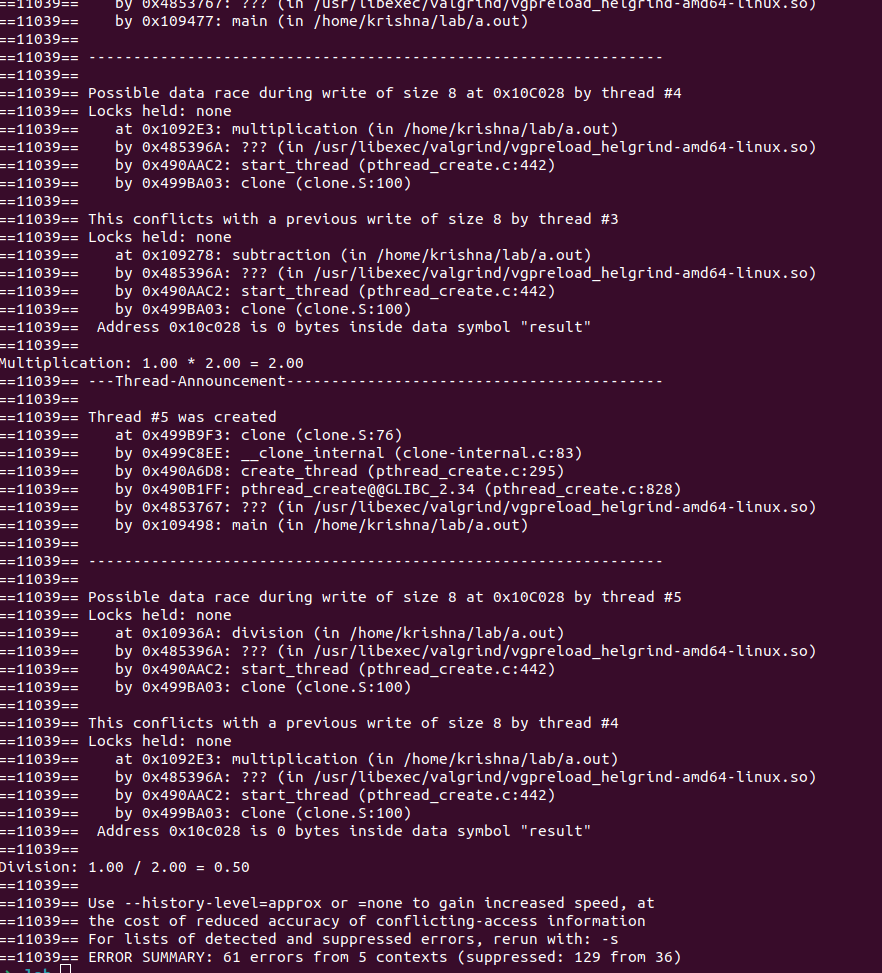 ==11039==    by 0x4853767: ??? (in /usr/libexec/valgrind/vgpreload_helgrind-amd64-linux.so)
==11039==    by 0x109477: main (in /home/krishna/lab/a.out)
==11039==
==11039== ----------------------------------------------------------------
==11039==
==11039== Possible data race during write of size 8 at 0x10C028 by thread #4
==11039== Locks held: none
==11039==    at 0x1092E3: multiplication (in /home/krishna/lab/a.out)
==11039==    by 0x485396A: ??? (in /usr/libexec/valgrind/vgpreload_helgrind-amd64-linux.so)
==11039==    by 0x490AAC2: start_thread (pthread_create.c:442)
==11039==    by 0x499BA03: clone (clone.S:100)
==11039==
==11039== This conflicts with a previous write of size 8 by thread #3
==11039== Locks held: none
==11039==    at 0x109278: subtraction (in /home/krishna/lab/a.out)
==11039==    by 0x485396A: ??? (in /usr/libexec/valgrind/vgpreload_helgrind-amd64-linux.so)
==11039==    by 0x490AAC2: start_thread (pthread_create.c:442)
==11039==    by 0x499BA03: clone (clone.S:100)
==11039==  Address 0x10c028 is 0 bytes inside data symbol "result"
==11039==
Multiplication: 1.00 * 2.00 = 2.00
==11039== ---Thread-Announcement------------------------------------------
==11039==
==11039== Thread #5 was created
==11039==    at 0x499B9F3: clone (clone.S:76)
==11039==    by 0x499C8EE: __clone_internal (clone-internal.c:83)
==11039==    by 0x490A6D8: create_thread (pthread_create.c:295)
==11039==    by 0x490B1FF: pthread_create@@GLIBC_2.34 (pthread_create.c:828)
==11039==    by 0x4853767: ??? (in /usr/libexec/valgrind/vgpreload_helgrind-amd64-linux.so)
==11039==    by 0x109498: main (in /home/krishna/lab/a.out)
==11039==
==11039== ----------------------------------------------------------------
==11039==
==11039== Possible data race during write of size 8 at 0x10C028 by thread #5
==11039== Locks held: none
==11039==    at 0x10936A: division (in /home/krishna/lab/a.out)
==11039==    by 0x485396A: ??? (in /usr/libexec/valgrind/vgpreload_helgrind-amd64-linux.so)
==11039==    by 0x490AAC2: start_thread (pthread_create.c:442)
==11039==    by 0x499BA03: clone (clone.S:100)
==11039==
==11039== This conflicts with a previous write of size 8 by thread #4
==11039== Locks held: none
==11039==    at 0x1092E3: multiplication (in /home/krishna/lab/a.out)
==11039==    by 0x485396A: ??? (in /usr/libexec/valgrind/vgpreload_helgrind-amd64-linux.so)
==11039==    by 0x490AAC2: start_thread (pthread_create.c:442)
==11039==    by 0x499BA03: clone (clone.S:100)
==11039==  Address 0x10c028 is 0 bytes inside data symbol "result"
==11039==
Division: 1.00 / 2.00 = 0.50
==11039==
==11039== Use --history-level=approx or =none to gain increased speed, at
==11039== the cost of reduced accuracy of conflicting-access information
==11039== For lists of detected and suppressed errors, rerun with: -s
==11039== ERROR SUMMARY: 61 errors from 5 contexts (suppressed: 129 from 36)